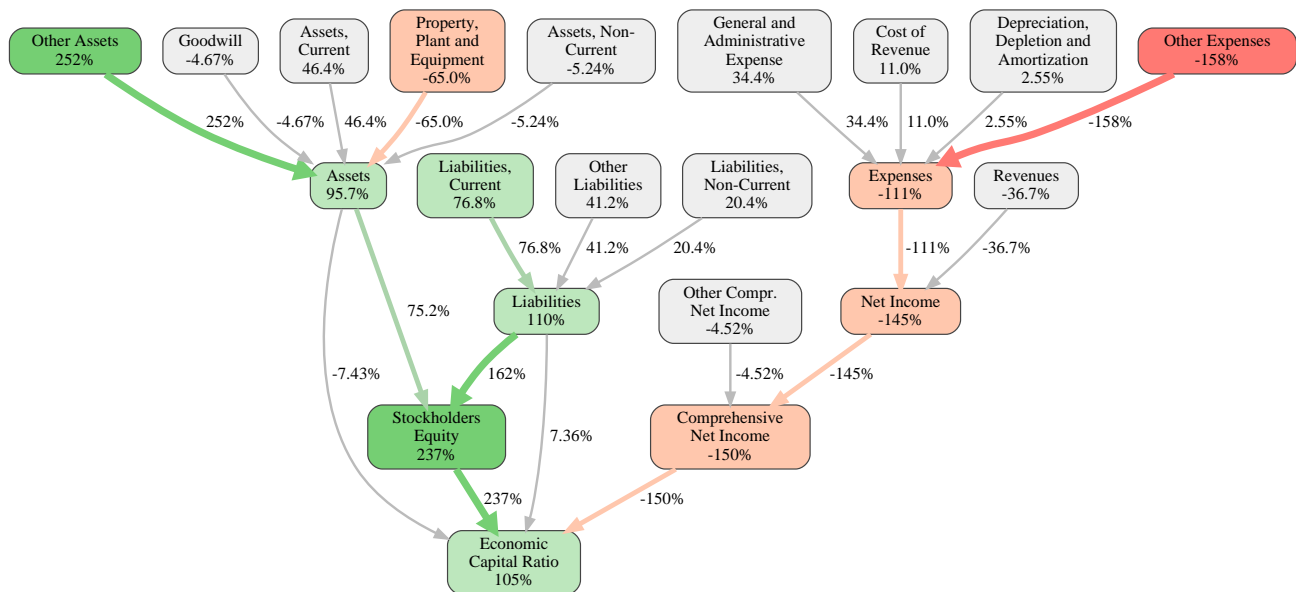 Other Assets
252%
Goodwill
-4.67%
Assets,
Current
46.4%
Property,
Plant and
Equipment
-65.0%
Assets, Non-
Current
-5.24%
General and
Administrative
Expense
34.4%
Cost of
Revenue
11.0%
Depreciation,
Depletion and
Amortization
2.55%
Other Expenses
-158%
252%
-4.67%
46.4%
-65.0%
-5.24%
34.4%
11.0%
2.55%
-158%
Assets
95.7%
Liabilities,
Current
76.8%
Other
Liabilities
41.2%
Liabilities,
Non-Current
20.4%
Expenses
-111%
Revenues
-36.7%
75.2%
76.8%
41.2%
20.4%
-111%
-36.7%
Liabilities
110%
Other Compr.
Net Income
-4.52%
Net Income
-145%
-7.43%
162%
-4.52%
-145%
Stockholders
Equity
237%
7.36%
Comprehensive
Net Income
-150%
237%
-150%
Economic
Capital Ratio
105%